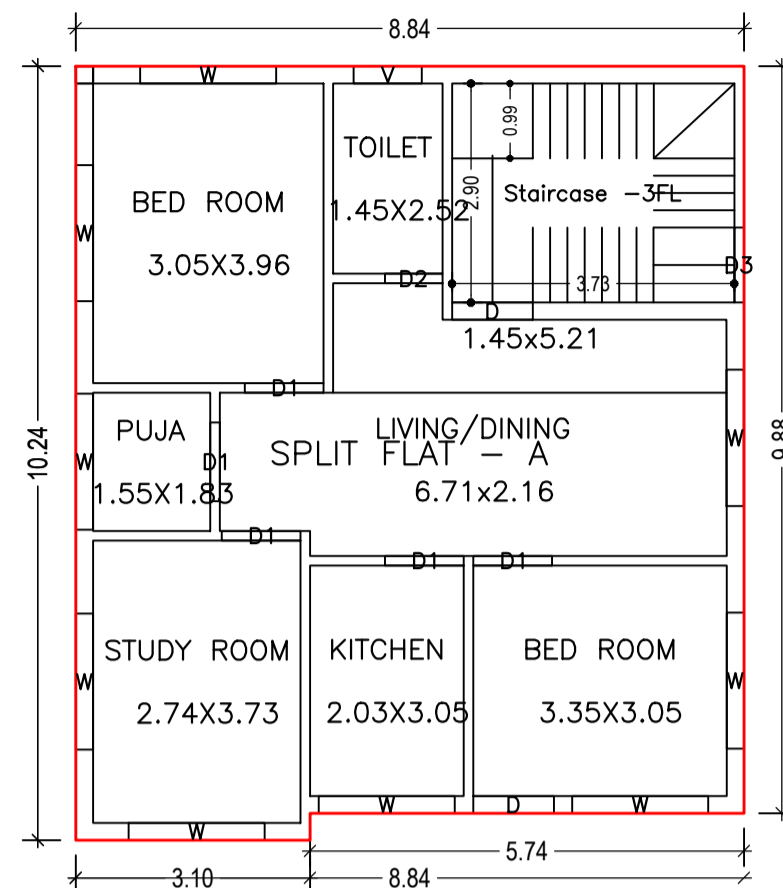 8.84
W
V
TOILET
0.99
BED ROOM
1.45X2.52
2.90
Staircase -3FL
W
3.05X3.96
D2
3.73
D3
D
1.45x5.21
D1
PUJA
LIVING/DINING
W
10.24
W
D1
SPLIT FLAT - A
9.88
1.55X1.83
6.71x2.16
D1
D1
D1
STUDY ROOM
KITCHEN
BED ROOM
W
W
2.74X3.73
2.03X3.05
3.35X3.05
W
W
D
W
5.74
3.10
8.84